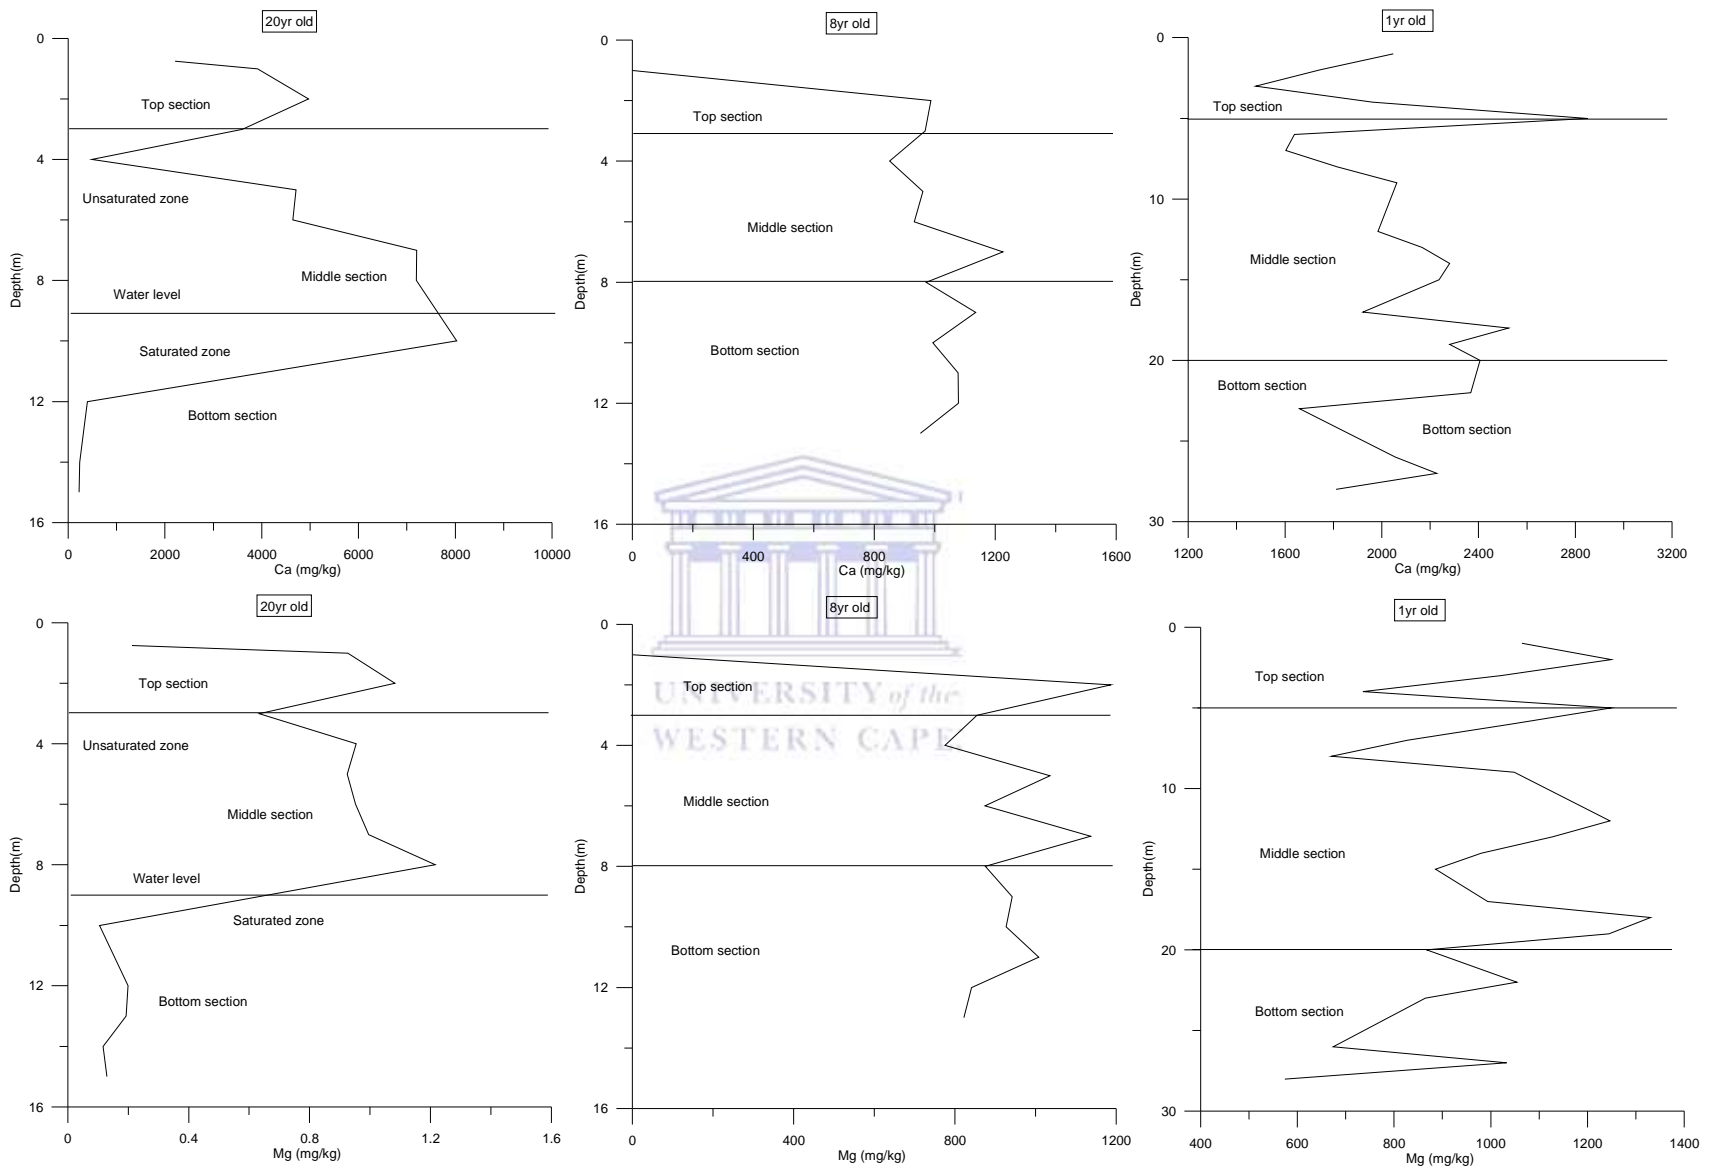 20yr old
0
4
8
12
16
Depth(m)
Top section
Unsaturated zone
Middle section
Water level
Saturated zone
Bottom section
0 2000 4000 6000 8000 10000
Ca (mg/kg)
8yr old
0
4
8
12
16
Depth(m)
Top section
Middle section
Bottom section
0 400 800 1200 1600
Ca (mg/kg)
1yr old
0
10
20
30
Depth(m)
Top section
Middle section
Bottom section
Bottom section
1200 1600 2000 2400 2800 3200
Ca (mg/kg)
20yr old
0
4
8
12
16
Depth(m)
Top section
Unsaturated zone
Middle section
Water level
Saturated zone
Bottom section
0 0.4 0.8 1.2 1.6
Mg (mg/kg)
8yr old
0
4
8
12
16
Depth(m)
Top section
Middle section
Bottom section
0 400 800 1200
Mg (mg/kg)
UNIVERSITY of the
WESTERN CAPE
1yr old
0
10
20
30
Depth(m)
Top section
Middle section
Bottom section
400 600 800 1000 1200 1400
Mg (mg/kg)